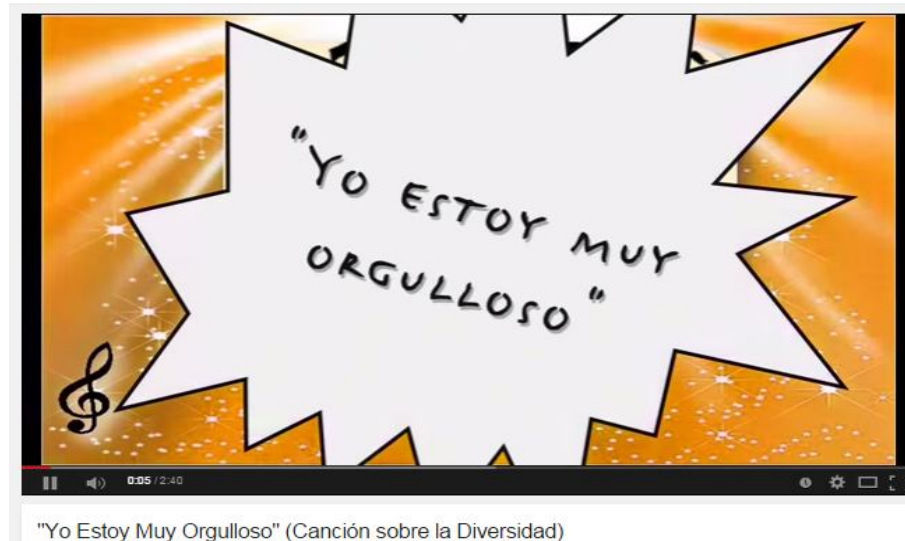 "YO ESTOY MUY
ORGULLOSO"
0:05 / 2:40
"Yo Estoy Muy Orgulloso" (Canción sobre la Diversidad)